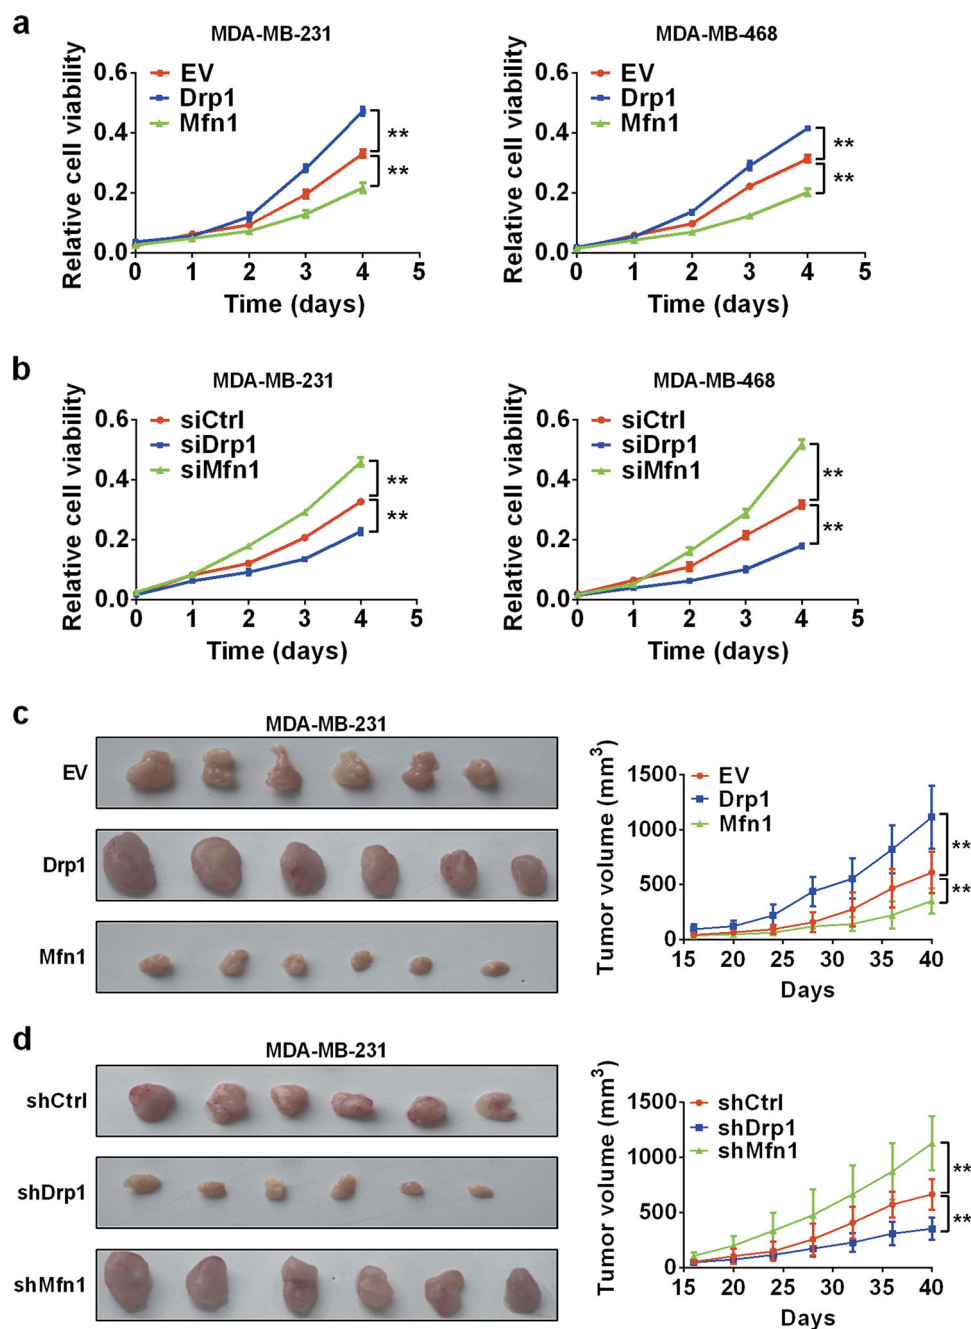 a
MDA-MB-231
MDA-MB-468
Relative cell viability
0.6
0.4
0.2
0.0
EV
Drp1
Mfn1
**
**
0 1 2 3 4 5
Time (days)
Relative cell viability
0.6
0.4
0.2
0.0
EV
Drp1
Mfn1
**
**
0 1 2 3 4 5
Time (days)
b
MDA-MB-231
MDA-MB-468
Relative cell viability
0.6
0.4
0.2
0.0
siCtrl
siDrp1
siMfn1
**
**
0 1 2 3 4 5
Time (days)
Relative cell viability
0.6
0.4
0.2
0.0
siCtrl
siDrp1
siMfn1
**
**
0 1 2 3 4 5
Time (days)
c
MDA-MB-231
EV
Drp1
Mfn1
Tumor volume (mm³)
1500
1000
500
0
EV
Drp1
Mfn1
**
**
15 20 25 30 35 40
Days
d
MDA-MB-231
shCtrl
shDrp1
shMfn1
Tumor volume (mm³)
1500
1000
500
0
shCtrl
shDrp1
shMfn1
**
**
15 20 25 30 35 40
Days